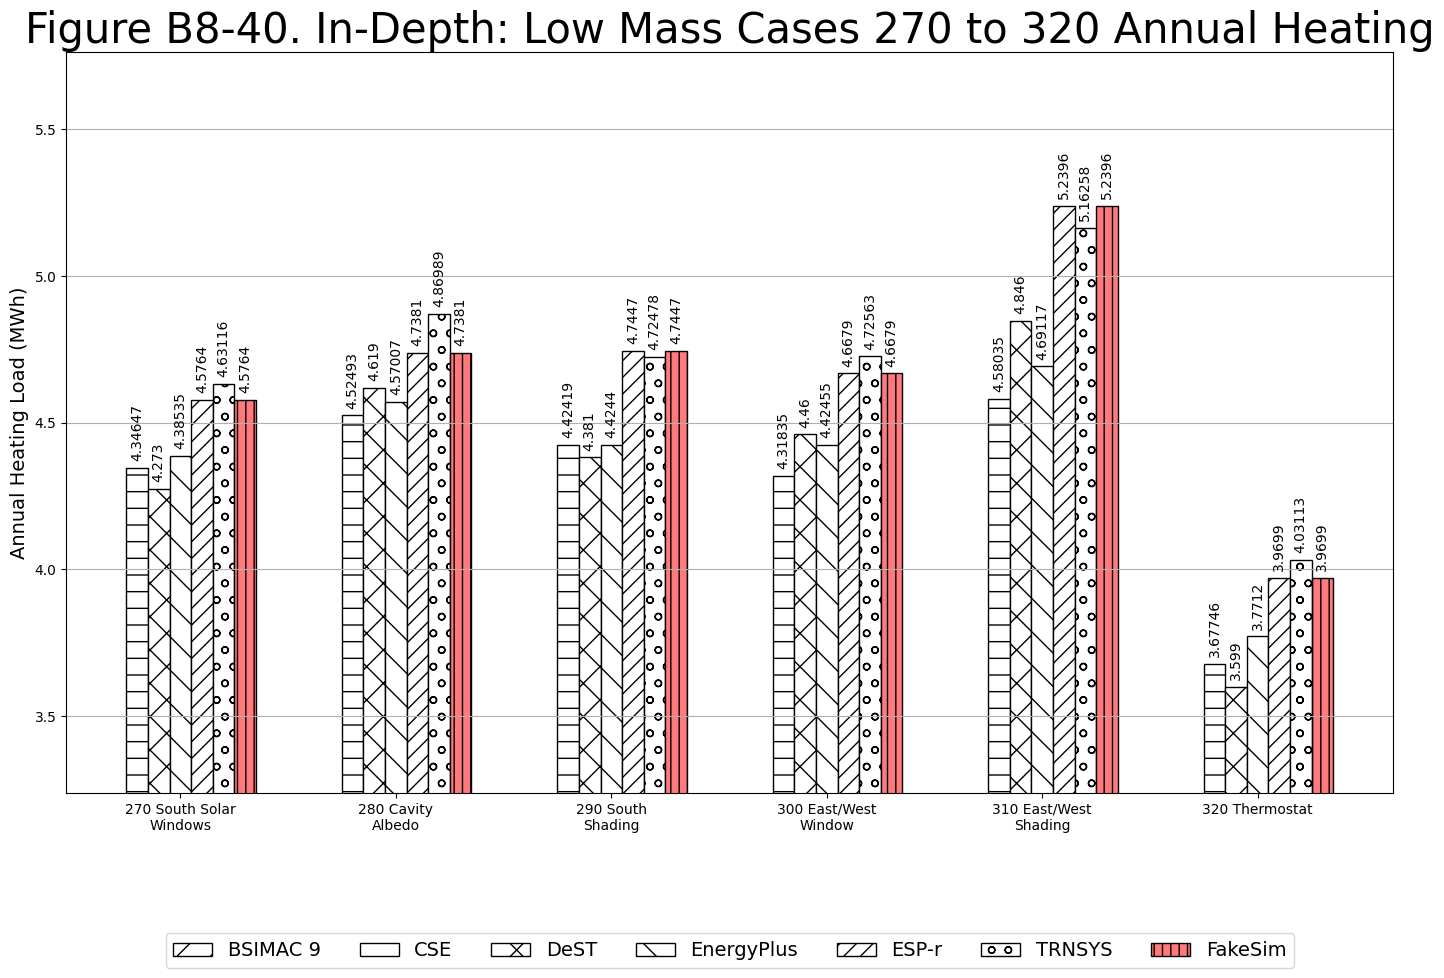 Figure B8-40. In-Depth: Low Mass Cases 270 to 320 Annual Heating
Annual Heating Load (MWh)
5.5
5.0
4.5
4.0
3.5
4.34647
4.273
4.38535
4.5764
4.63116
4.5764
4.52493
4.619
4.57007
4.7381
4.86989
4.7381
4.42419
4.381
4.4244
4.7447
4.72478
4.7447
4.31835
4.46
4.42455
4.6679
4.72563
4.6679
4.58035
4.846
4.69117
5.2396
5.16258
5.2396
3.67746
3.599
3.7712
3.9699
4.03113
3.9699
270 South Solar
Windows
280 Cavity
Albedo
290 South
Shading
300 East/West
Window
310 East/West
Shading
320 Thermostat
BSIMAC 9 CSE DeST EnergyPlus ESP-r TRNSYS FakeSim